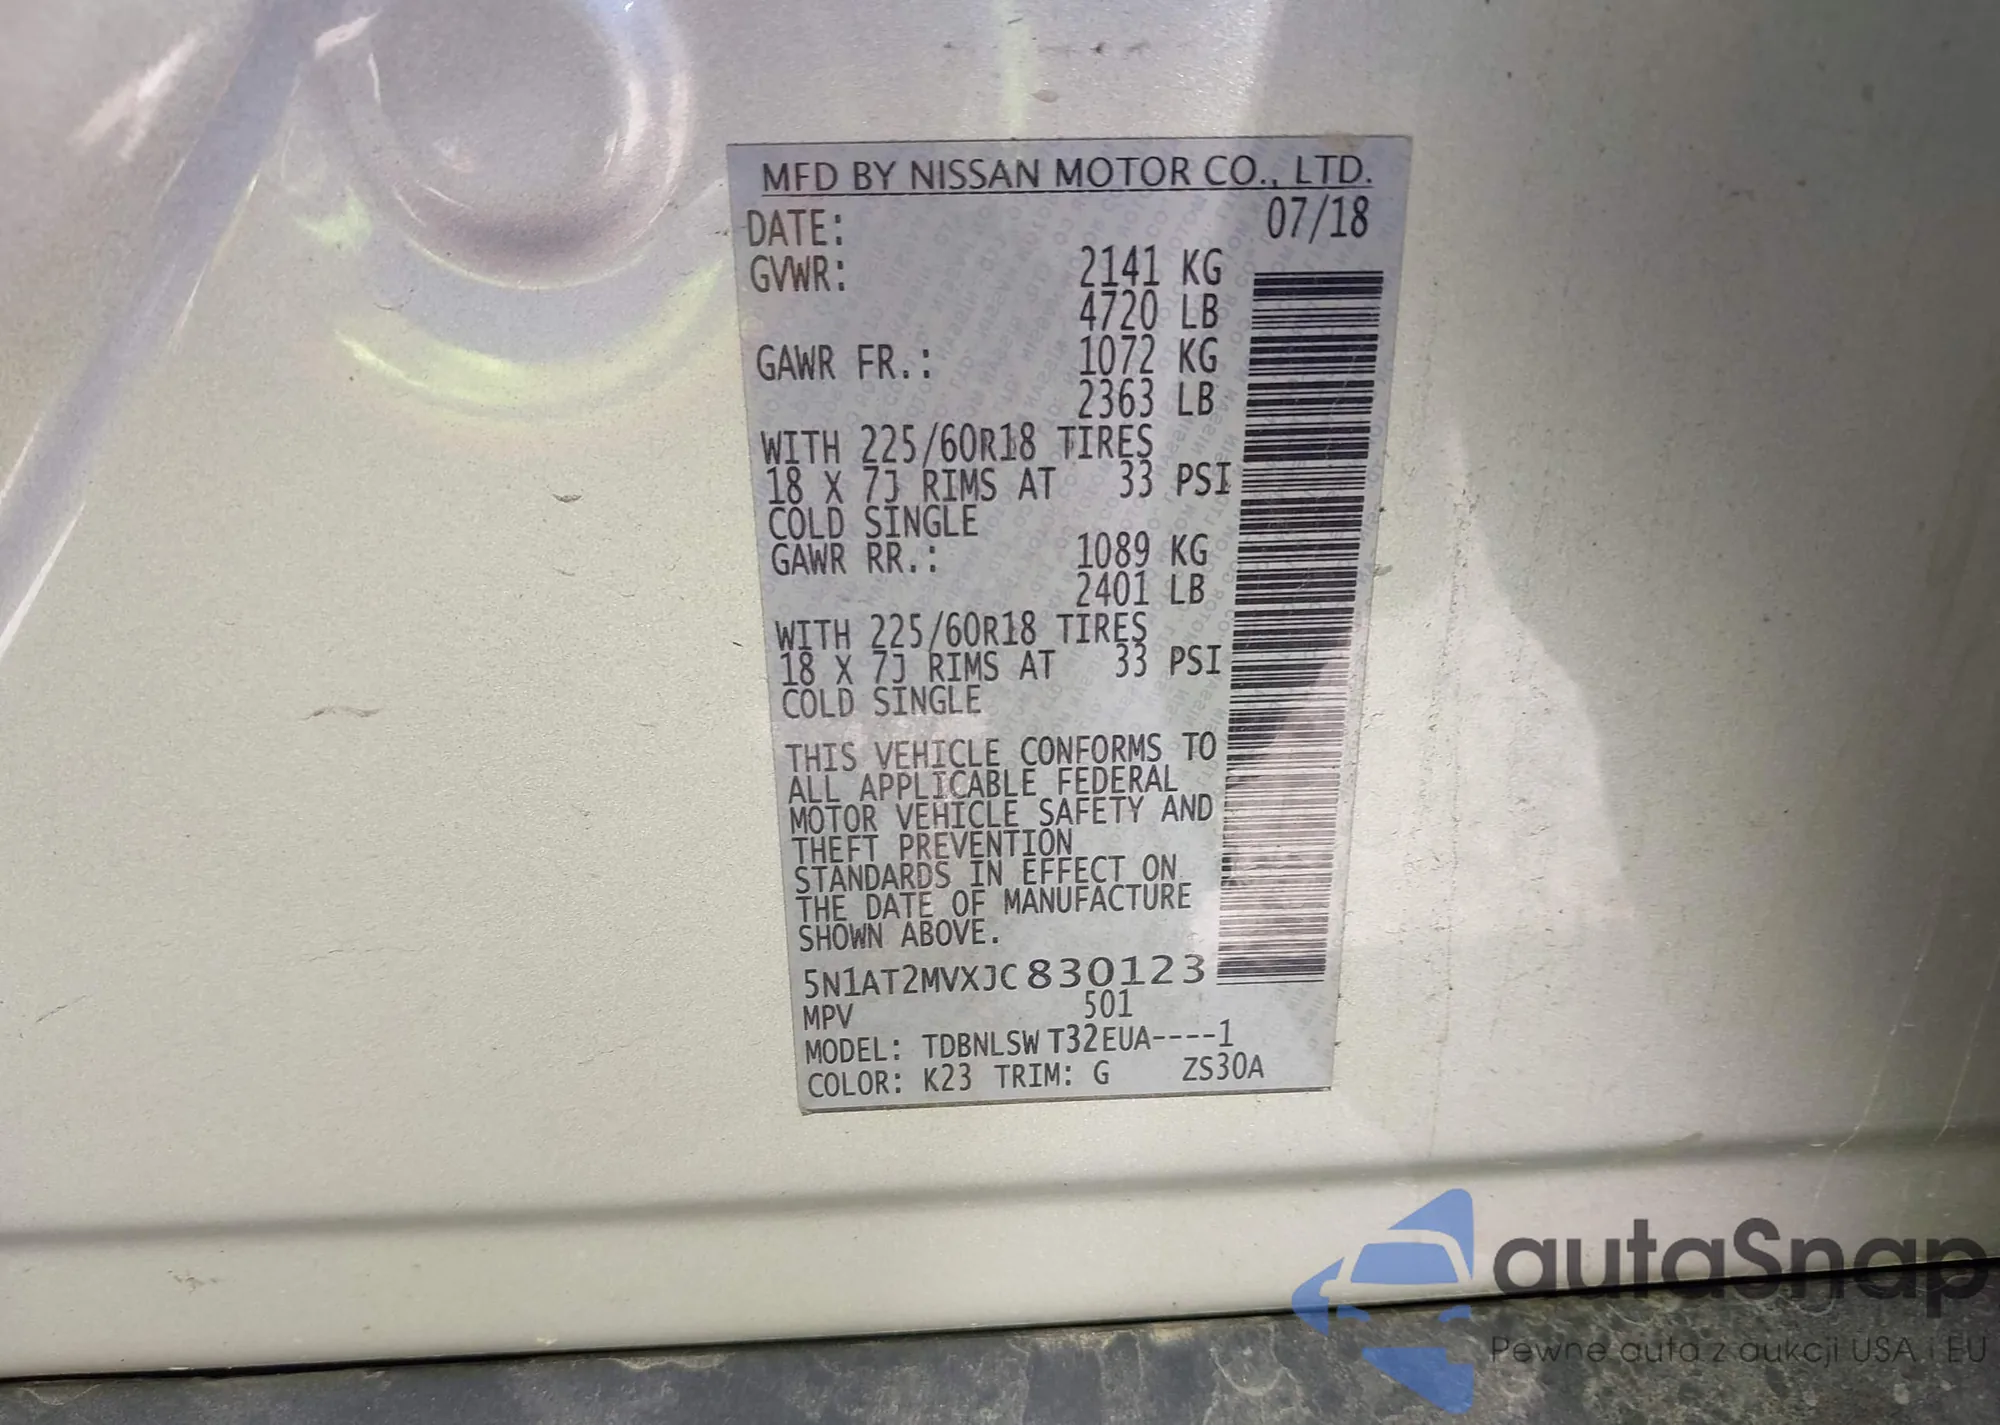 MFD BY NISSAN MOTOR CO., LTD.
DATE: 07/18
GVWR: 2141 KG
4720 LB
GAWR FR.: 1072 KG
2363 LB
WITH 225/60R18 TIRES
18 X 7J RIMS AT 33 PSI
COLD SINGLE
GAWR RR.: 1089 KG
2401 LB
WITH 225/60R18 TIRES
18 X 7J RIMS AT 33 PSI
COLD SINGLE
THIS VEHICLE CONFORMS TO
ALL APPLICABLE FEDERAL
MOTOR VEHICLE SAFETY AND
THEFT PREVENTION
STANDARDS IN EFFECT ON
THE DATE OF MANUFACTURE
SHOWN ABOVE.
5N1AT2MVXJC830123
MPV 501
MODEL: TDBNLSW T32EUA----1
COLOR: K23 TRIM: G ZS30A
autaSnap
Pewne auta z aukcji USA i EU